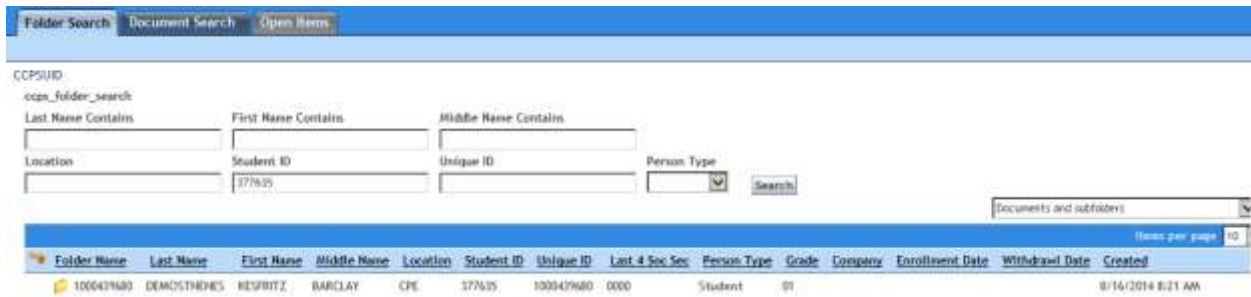 Folder Search Document Search Open Items
CCPSUID
ccps_folder_search
Last Name Contains First Name Contains Middle Name Contains
Location Student ID Unique ID Person Type
377635 Search
Documents and subfolders
Items per page 10
Folder Name Last Name First Name Middle Name Location Student ID Unique ID Last 4 Soc Sec Person Type Grade Company Enrollment Date Withdrawl Date Created
1000439680 DEMOSTHENES KESFRITZ BARCLAY CPE 377635 1000439680 0000 Student 01 8/16/2014 8:21 AM